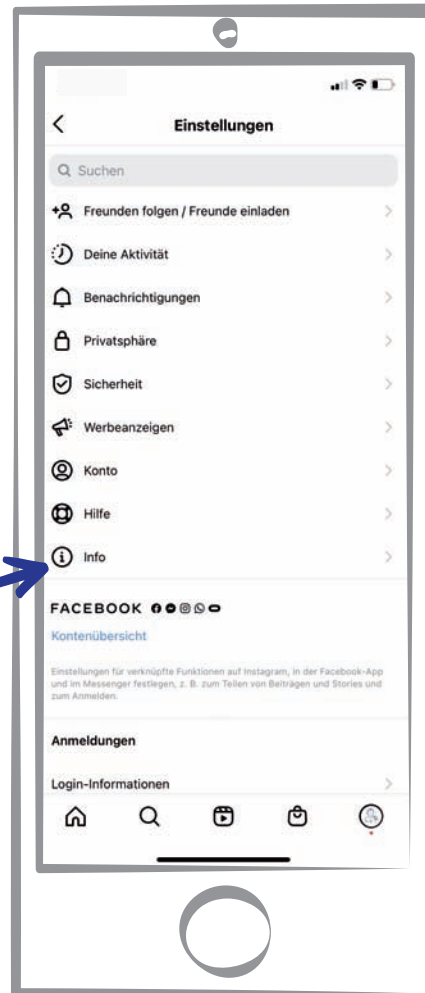 Einstellungen
Suchen
Freunden folgen / Freunde einladen
Deine Aktivität
Benachrichtigungen
Privatsphäre
Sicherheit
Werbeanzeigen
Konto
Hilfe
Info
FACEBOOK
Kontenübersicht
Einstellungen für verknüpfte Funktionen auf Instagram, in der Facebook-App
und im Messenger festlegen, z. B. zum Teilen von Beiträgen und Stories und
zum Anmelden.
Anmeldungen
Login-Informationen